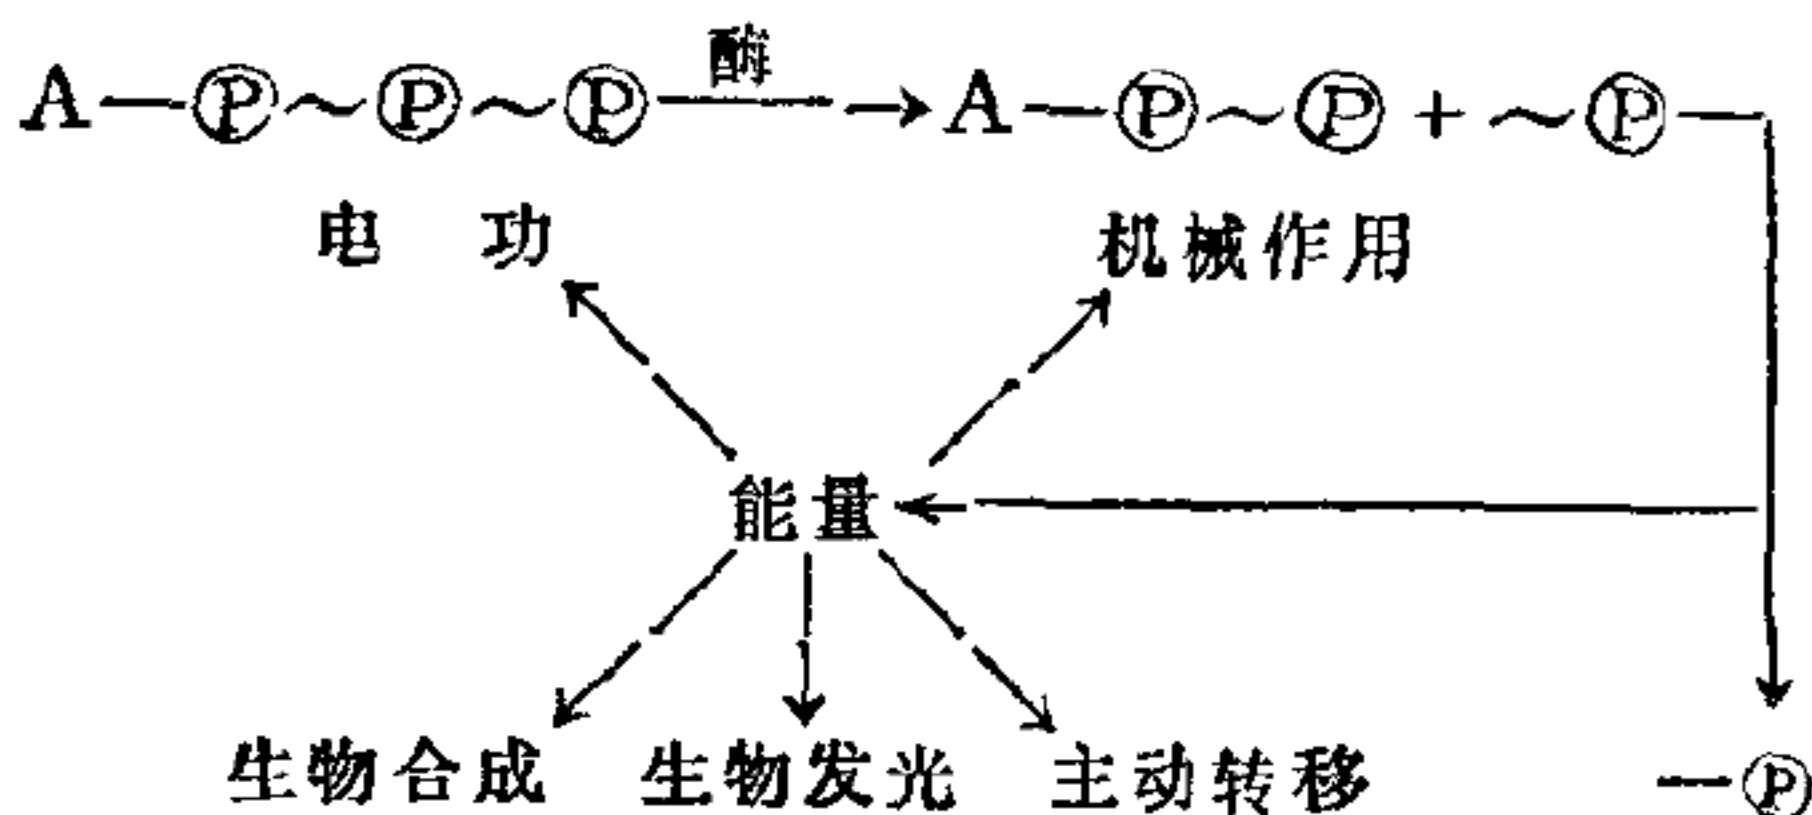 酶
A—Ⓟ~Ⓟ~Ⓟ—→A—Ⓟ~Ⓟ+~Ⓟ—
电 功 机械作用
能量
生物合成 生物发光 主动转移 —Ⓟ